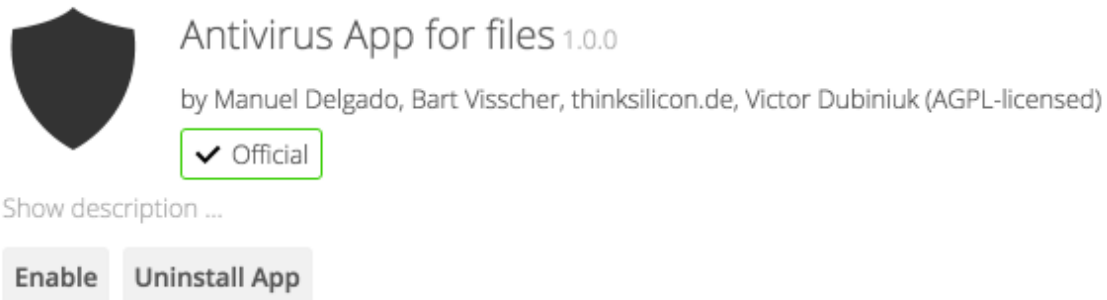 Antivirus App for files 1.0.0
by Manuel Delgado, Bart Visscher, thinksilicon.de, Victor Dubiniuk (AGPL-licensed)
Official
Show description ...
Enable Uninstall App